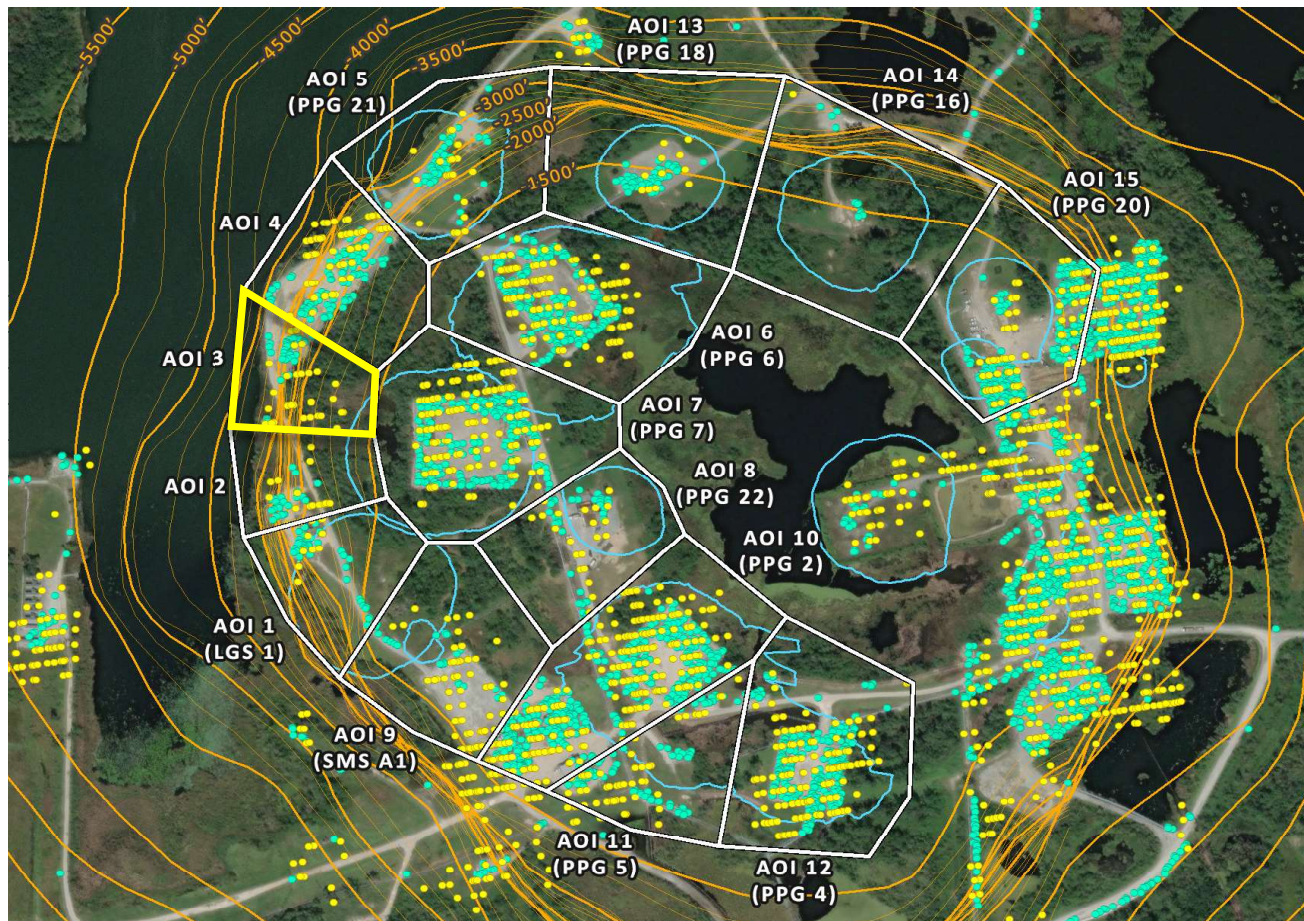 -5500'
-5000'
-4500'
-4000'
-3500'
-3000'
-2500'
-2000'
-1500'
AOI 13
(PPG 18)
AOI 5
(PPG 21)
AOI 14
(PPG 16)
AOI 15
(PPG 20)
AOI 4
AOI 3
AOI 6
(PPG 6)
AOI 7
(PPG 7)
AOI 8
(PPG 22)
AOI 2
AOI 10
(PPG 2)
AOI 1
(LGS 1)
AOI 9
(SMS A1)
AOI 11
(PPG 5)
AOI 12
(PPG 4)